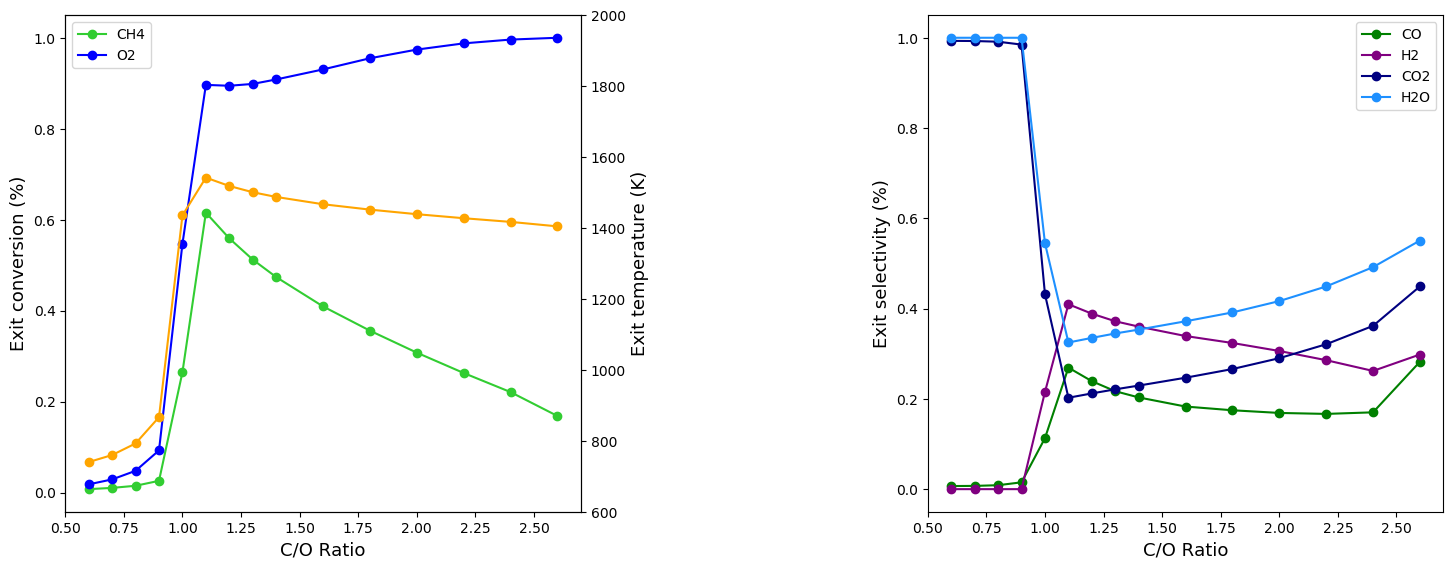 CH4
O2
1.0
0.8
0.6
0.4
0.2
0.0
Exit conversion (%)
0.50 0.75 1.00 1.25 1.50 1.75 2.00 2.25 2.50
C/O Ratio
2000
1800
1600
1400
1200
1000
800
600
Exit temperature (K)
CO
H2
CO2
H2O
1.0
0.8
0.6
0.4
0.2
0.0
Exit selectivity (%)
0.50 0.75 1.00 1.25 1.50 1.75 2.00 2.25 2.50
C/O Ratio